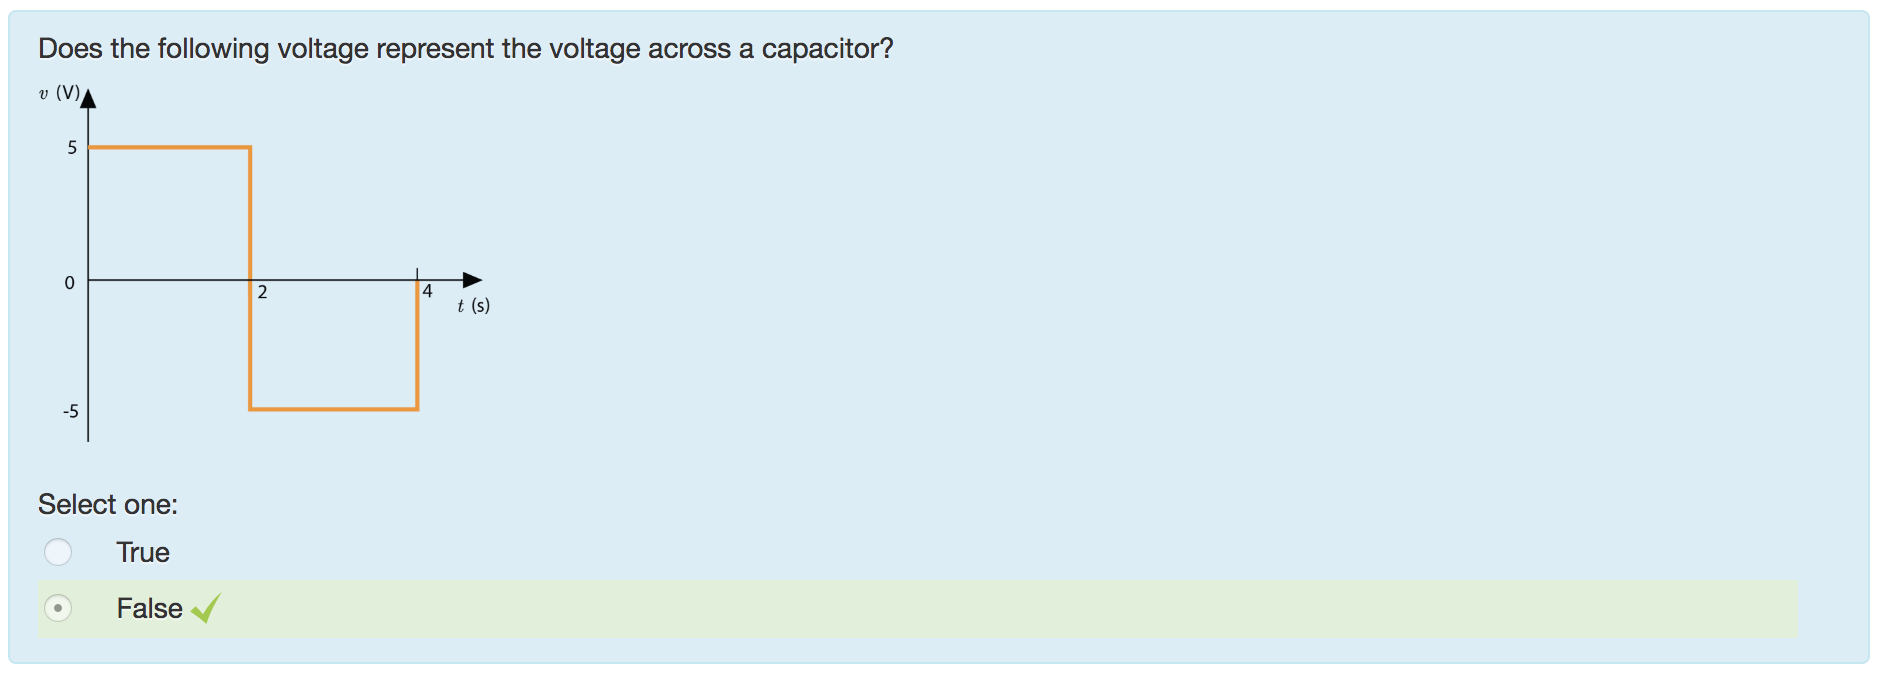 Does the following voltage represent the voltage across a capacitor?
v (V)
5
0
2
4
t (s)
-5
Select one:
True
False